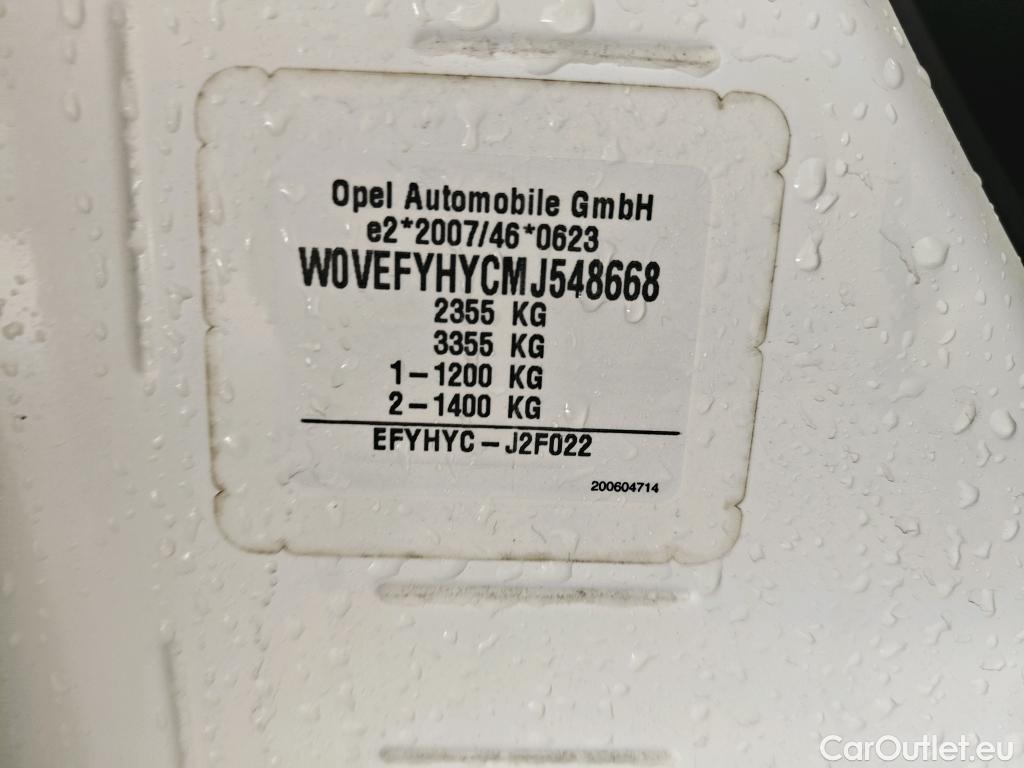 Opel Automobile GmbH
e2*2007/46*0623
W0VEFYHYCMJ548668
2355 KG
3355 KG
1-1200 KG
2-1400 KG
EFYHYC-J2F022
200604714
CarOutlet.eu